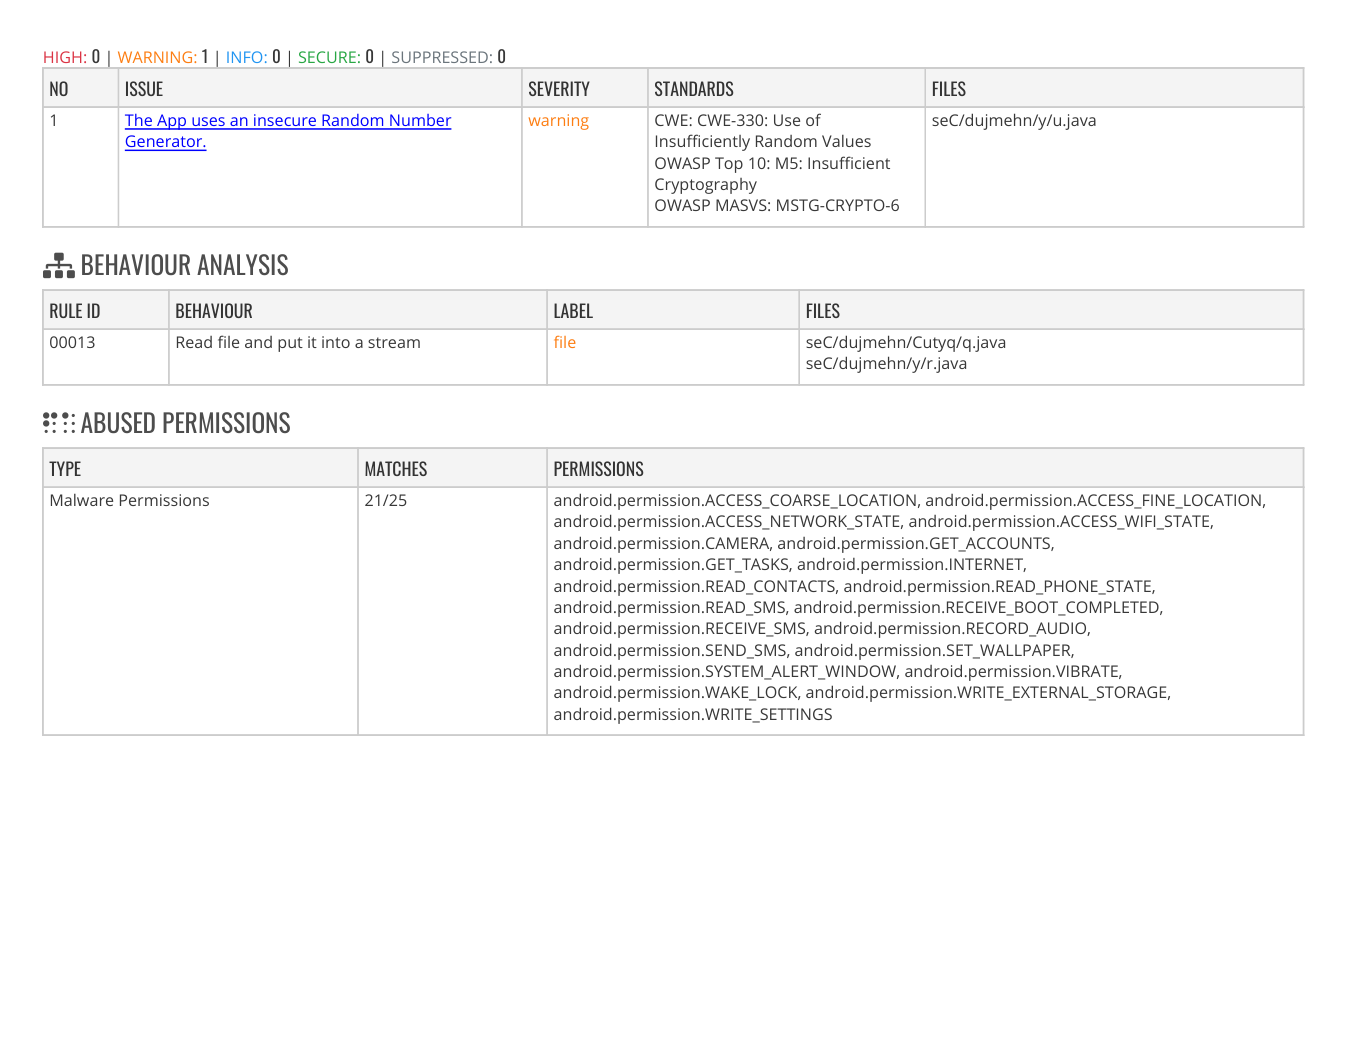 HIGH: 0 | WARNING: 1 | INFO: 0 | SECURE: 0 | SUPPRESSED: 0
NO ISSUE SEVERITY STANDARDS FILES
1 The App uses an insecure Random Number warning CWE: CWE-330: Use of seC/dujmehn/y/u.java
Generator. Insufficiently Random Values
OWASP Top 10: M5: Insufficient
Cryptography
OWASP MASVS: MSTG-CRYPTO-6
BEHAVIOUR ANALYSIS
RULE ID BEHAVIOUR LABEL FILES
00013 Read file and put it into a stream file seC/dujmehn/Cutyq/q.java
seC/dujmehn/y/r.java
ABUSED PERMISSIONS
TYPE MATCHES PERMISSIONS
Malware Permissions 21/25 android.permission.ACCESS_COARSE_LOCATION, android.permission.ACCESS_FINE_LOCATION,
android.permission.ACCESS_NETWORK_STATE, android.permission.ACCESS_WIFI_STATE,
android.permission.CAMERA, android.permission.GET_ACCOUNTS,
android.permission.GET_TASKS, android.permission.INTERNET,
android.permission.READ_CONTACTS, android.permission.READ_PHONE_STATE,
android.permission.READ_SMS, android.permission.RECEIVE_BOOT_COMPLETED,
android.permission.RECEIVE_SMS, android.permission.RECORD_AUDIO,
android.permission.SEND_SMS, android.permission.SET_WALLPAPER,
android.permission.SYSTEM_ALERT_WINDOW, android.permission.VIBRATE,
android.permission.WAKE_LOCK, android.permission.WRITE_EXTERNAL_STORAGE,
android.permission.WRITE_SETTINGS